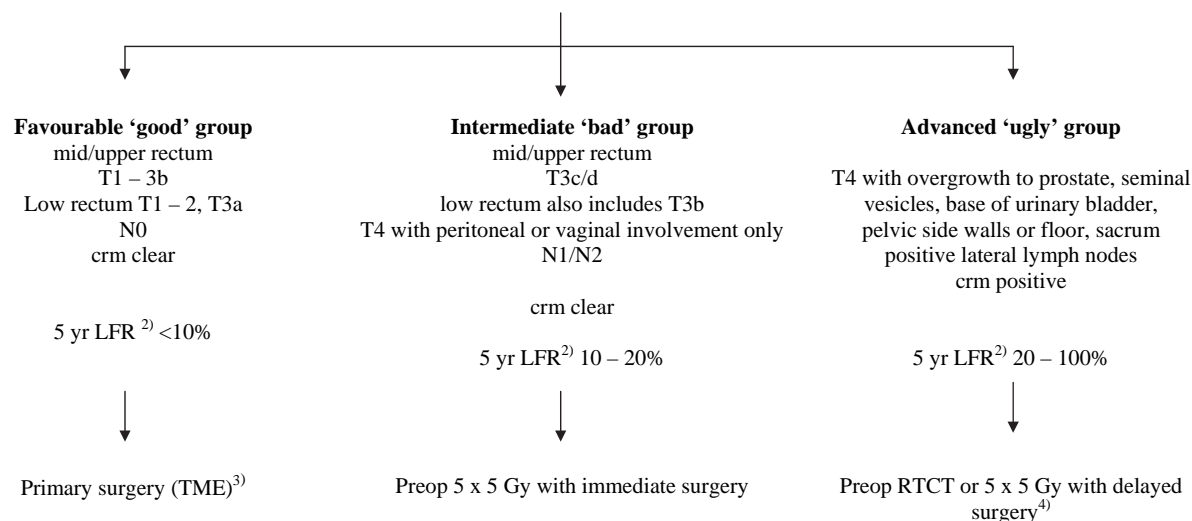 Favourable ‘good’ group
mid/upper rectum
T1 – 3b
Low rectum T1 – 2, T3a
N0
crm clear
5 yr LFR 2) <10%
Primary surgery (TME)3)
Intermediate ‘bad’ group
mid/upper rectum
T3c/d
low rectum also includes T3b
T4 with peritoneal or vaginal involvement only
N1/N2
crm clear
5 yr LFR2) 10 – 20%
Preop 5 x 5 Gy with immediate surgery
Advanced ‘ugly’ group
T4 with overgrowth to prostate, seminal
vesicles, base of urinary bladder,
pelvic side walls or floor, sacrum
positive lateral lymph nodes
crm positive
5 yr LFR2) 20 – 100%
Preop RTCT or 5 x 5 Gy with delayed
surgery4)